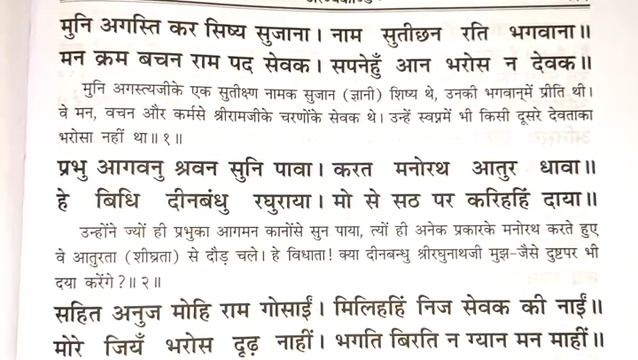 मुनि अगस्ति कर सिष्य सुजाना। नाम सुतीछन रति भगवाना॥
मन क्रम बचन राम पद सेवक। सपनेहुँ आन भरोस न देवक॥
मुनि अगस्त्यजीके एक सुतीक्ष्ण नामक सुजान (ज्ञानी) शिष्य थे, उनकी भगवान्‌में प्रीति थी।
वे मन, वचन और कर्मसे श्रीरामजीके चरणोंके सेवक थे। उन्हें स्वप्नमें भी किसी दूसरे देवताका
भरोसा नहीं था॥ १॥
प्रभु आगवनु श्रवन सुनि पावा। करत मनोरथ आतुर धावा॥
हे बिधि दीनबंधु रघुराया। मो से सठ पर करिहहिं दाया॥
उन्होंने ज्यों ही प्रभुका आगमन कानोंसे सुन पाया, त्यों ही अनेक प्रकारके मनोरथ करते हुए
वे आतुरता (शीघ्रता) से दौड़ चले। हे विधाता! क्या दीनबन्धु श्रीरघुनाथजी मुझ-जैसे दुष्टपर भी
दया करेंगे?॥ २॥
सहित अनुज मोहि राम गोसाईं। मिलिहहिं निज सेवक की नाईं॥
मोरे जियँ भरोस दृढ़ नाहीं। भगति बिरति न ग्यान मन माहीं॥